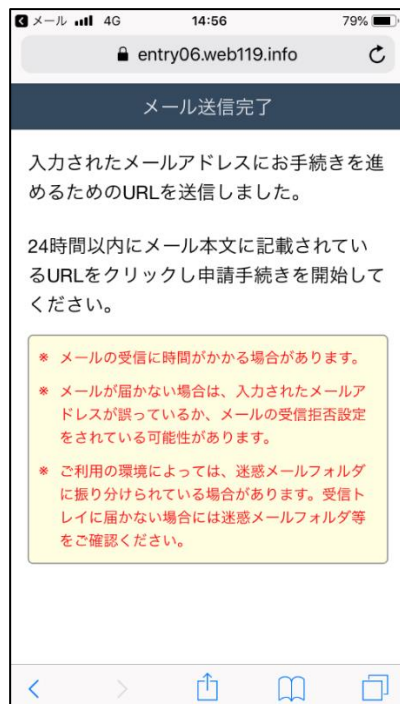 メール 4G 14:56 79%
entry06.web119.info
メール送信完了
入力されたメールアドレスにお手続きを進
めるためのURLを送信しました。
24時間以内にメール本文に記載されてい
るURLをクリックし申請手続きを開始して
ください。
※ メールの受信に時間がかかる場合があります。
※ メールが届かない場合は、入力されたメールア
ドレスが誤っているか、メールの受信拒否設定
をされている可能性があります。
※ ご利用の環境によっては、迷惑メールフォルダ
に振り分けられている場合があります。受信ト
レイに届かない場合には迷惑メールフォルダ等
をご確認ください。